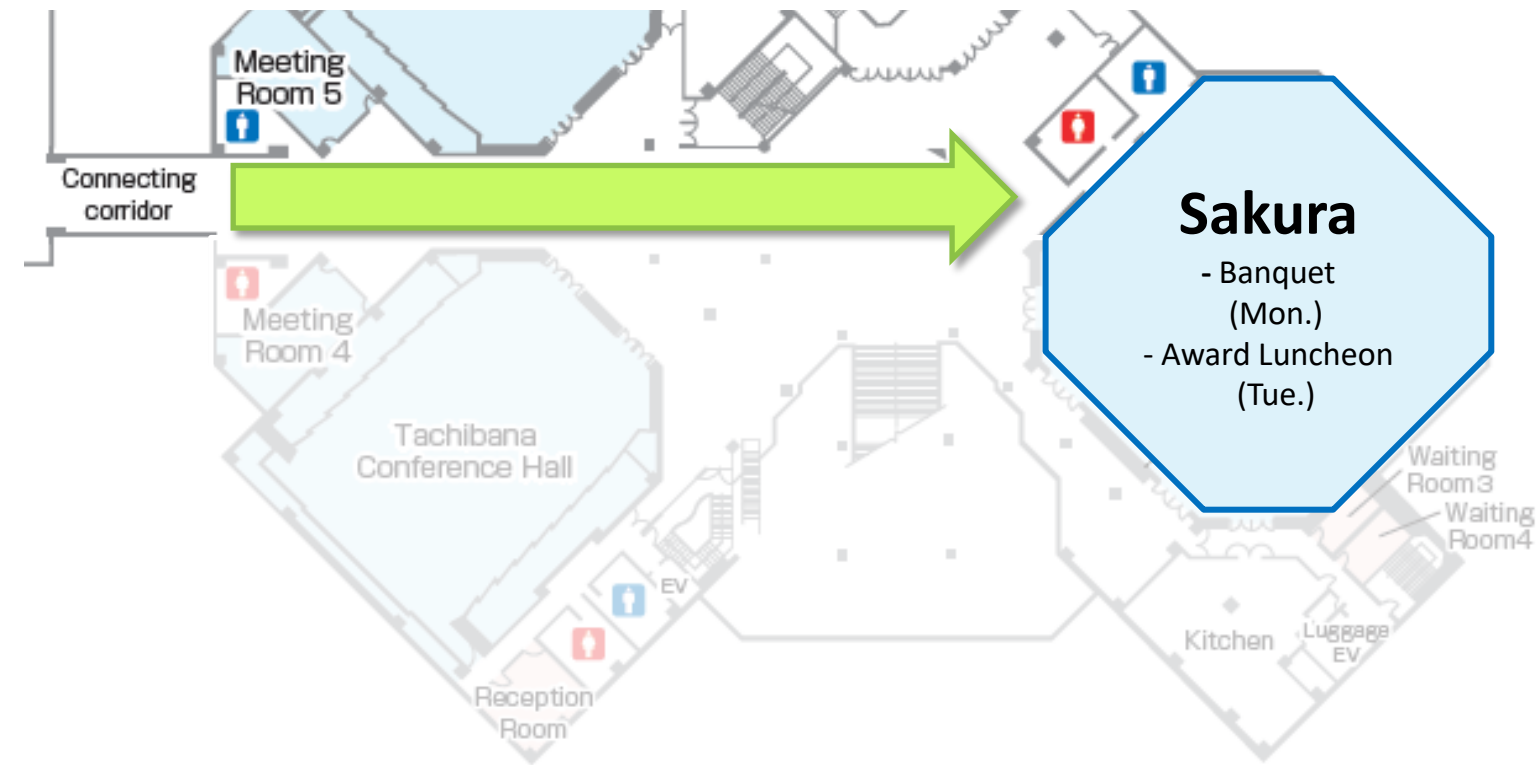 Meeting
Room 5
Connecting
corridor
Sakura
- Banquet
(Mon.)
- Award Luncheon
(Tue.)
Meeting
Room 4
Tachibana
Conference Hall
Waiting
Room3
Waiting
Room4
EV
Kitchen
Luggage
EV
Reception
Room